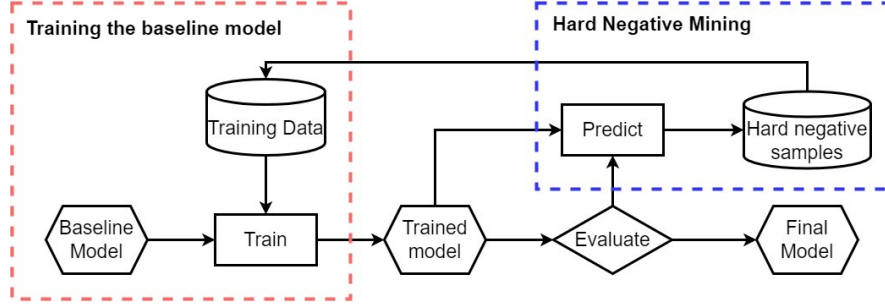 Training the baseline model
Hard Negative Mining
Training Data
Predict
Hard negative
samples
Baseline
Model
Train
Trained
model
Evaluate
Final
Model